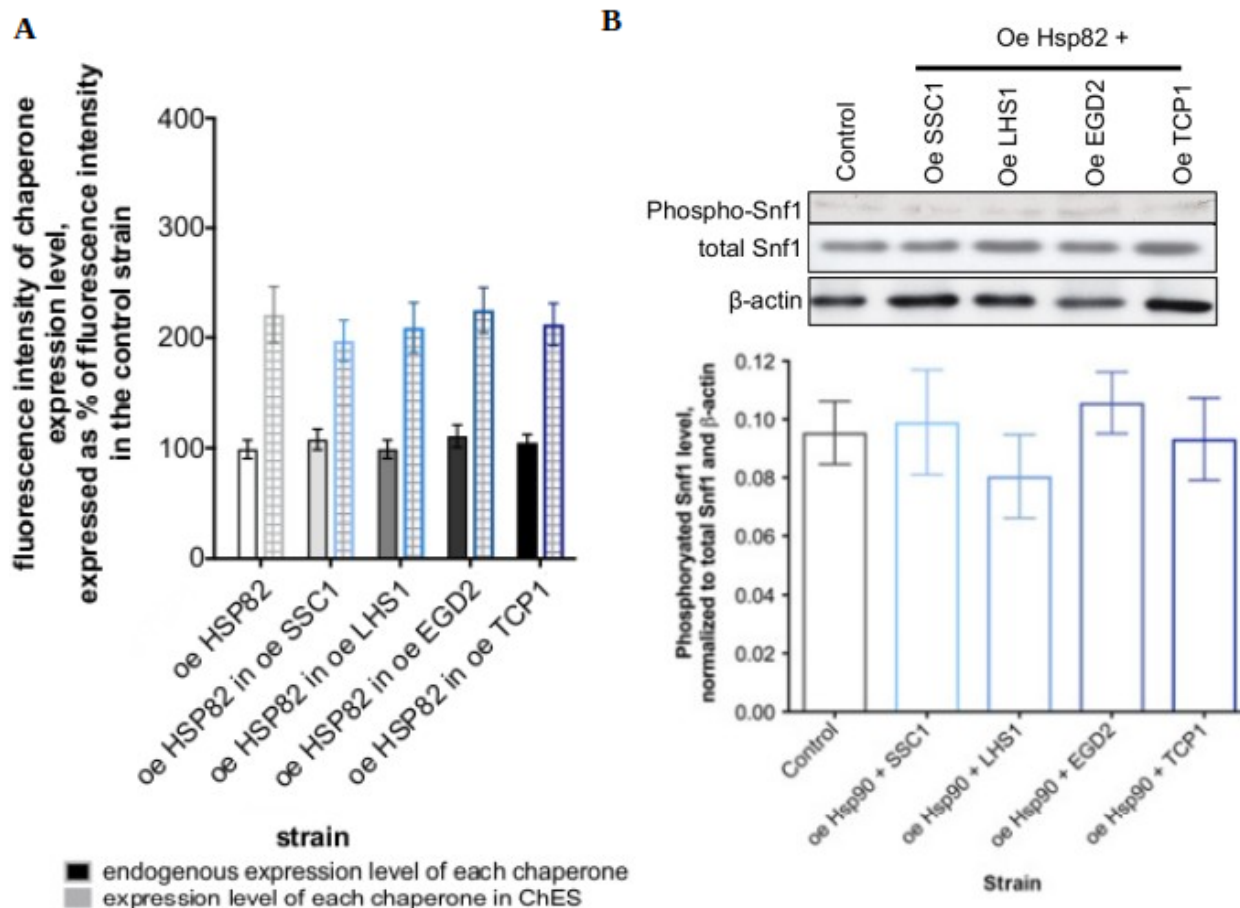 A
fluorescence intensity of chaperone
expression level,
expressed as % of fluorescence intensity
in the control strain
400
300
200
100
0
oe HSP82
oe HSP82 in oe SSC1
oe HSP82 in oe LHS1
oe HSP82 in oe EGD2
oe HSP82 in oe TCP1
strain
endogenous expression level of each chaperone
expression level of each chaperone in ChES
B
Oe Hsp82 +
Control
Oe SSC1
Oe LHS1
Oe EGD2
Oe TCP1
Phospho-Snf1
total Snf1
β-actin
Phosphoryated Snf1 level,
normalized to total Snf1 and β-actin
0.12
0.10
0.08
0.06
0.04
0.02
0.00
Control
oe Hsp90 + SSC1
oe Hsp90 + LHS1
oe Hsp90 + EGD2
oe Hsp90 + TCP1
Strain